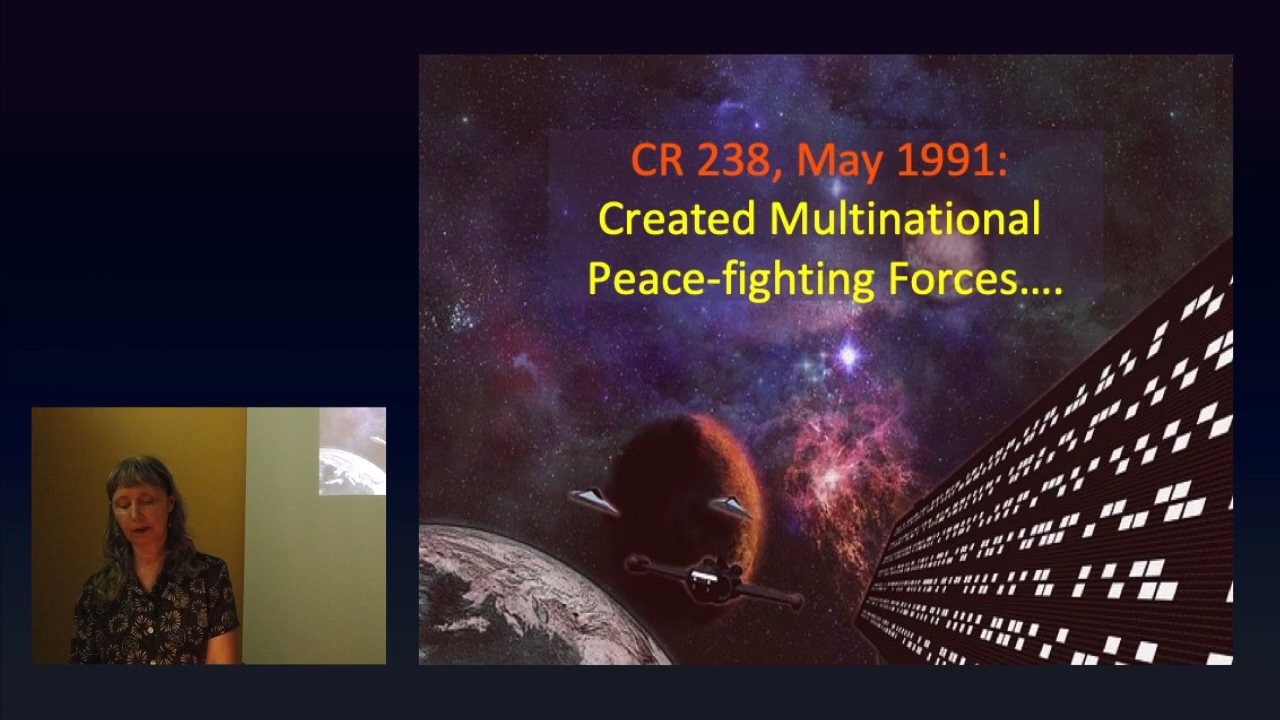 CR 238, May 1991:
Created Multinational
Peace-fighting Forces....